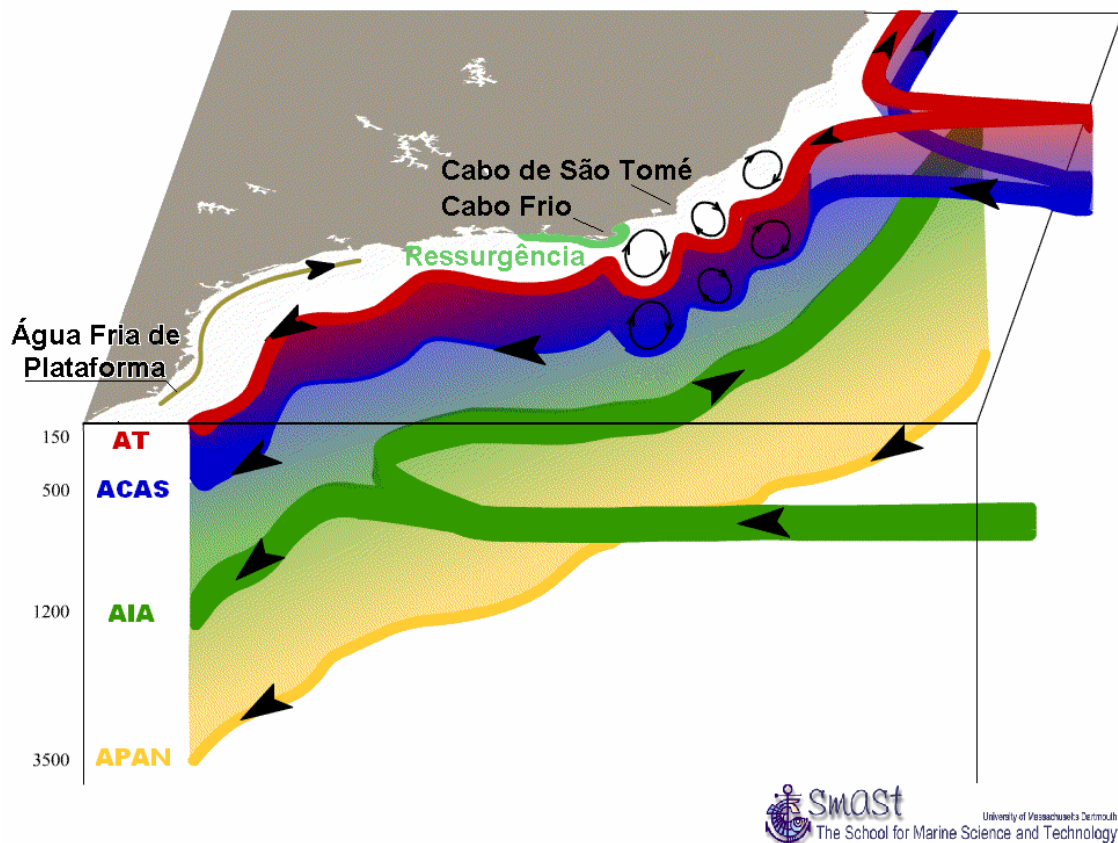 Cabo de São Tomé
Cabo Frio
Ressurgência
Água Fria de
Plataforma
150
AT
ACAS
500
1200
AIA
3500
APAN
SMAST
University of Massachusetts Dartmouth
The School for Marine Science and Technology